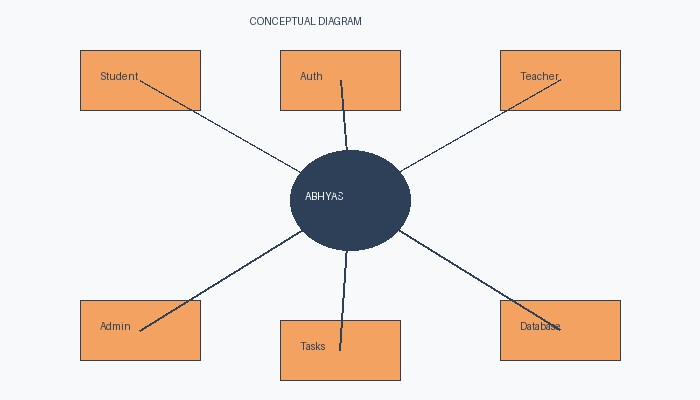 CONCEPTUAL DIAGRAM
Student
Auth
Teacher
ABHYAS
Admin
Tasks
Database